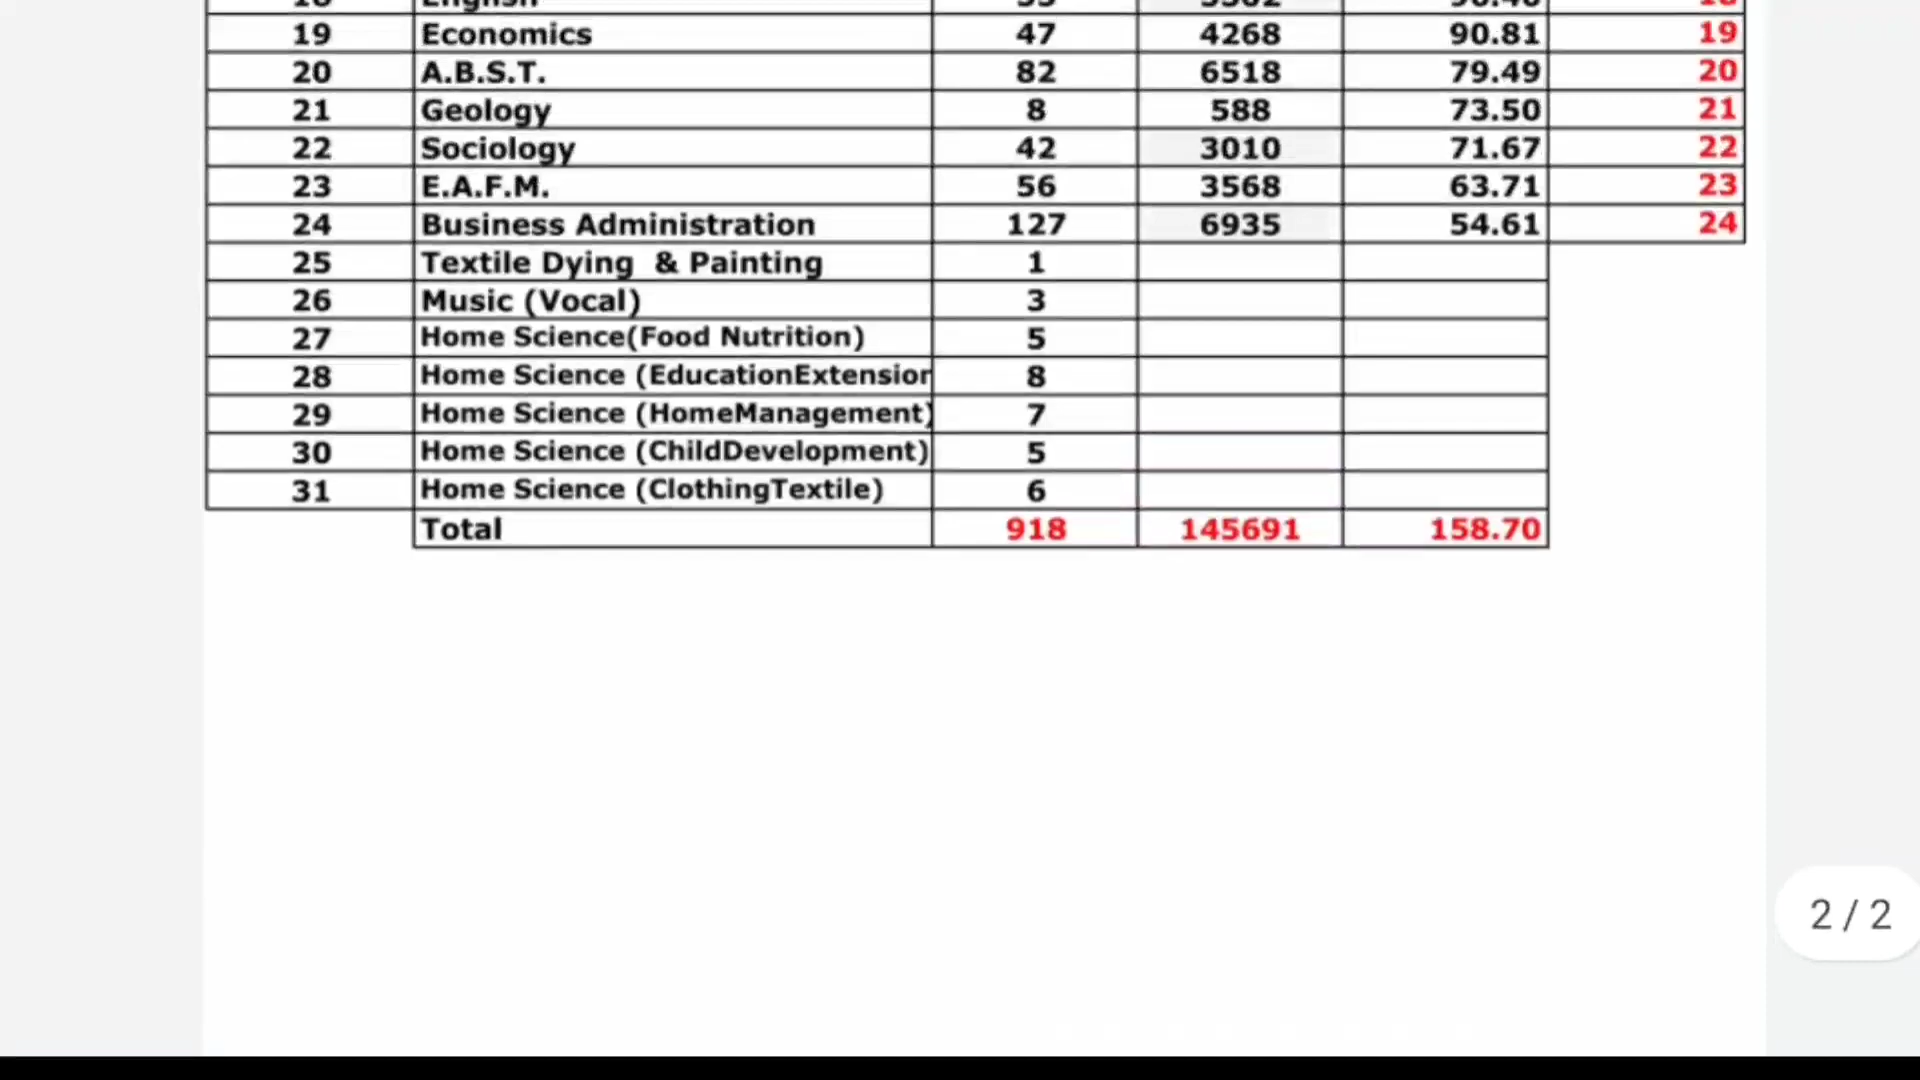 19 Economics 47 4268 90.81 19
20 A.B.S.T. 82 6518 79.49 20
21 Geology 8 588 73.50 21
22 Sociology 42 3010 71.67 22
23 E.A.F.M. 56 3568 63.71 23
24 Business Administration 127 6935 54.61 24
25 Textile Dying & Painting 1
26 Music (Vocal) 3
27 Home Science(Food Nutrition) 5
28 Home Science (EducationExtension 8
29 Home Science (HomeManagement) 7
30 Home Science (ChildDevelopment) 5
31 Home Science (ClothingTextile) 6
Total 918 145691 158.70
2 / 2